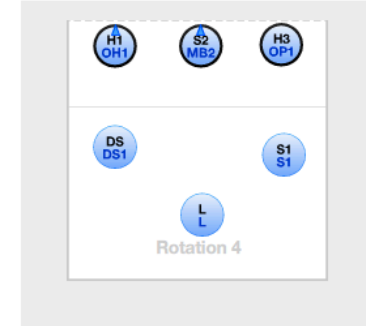 H1
OH1
S2
MB2
H3
OP1
DS
DS1
S1
S1
L
L
Rotation 4